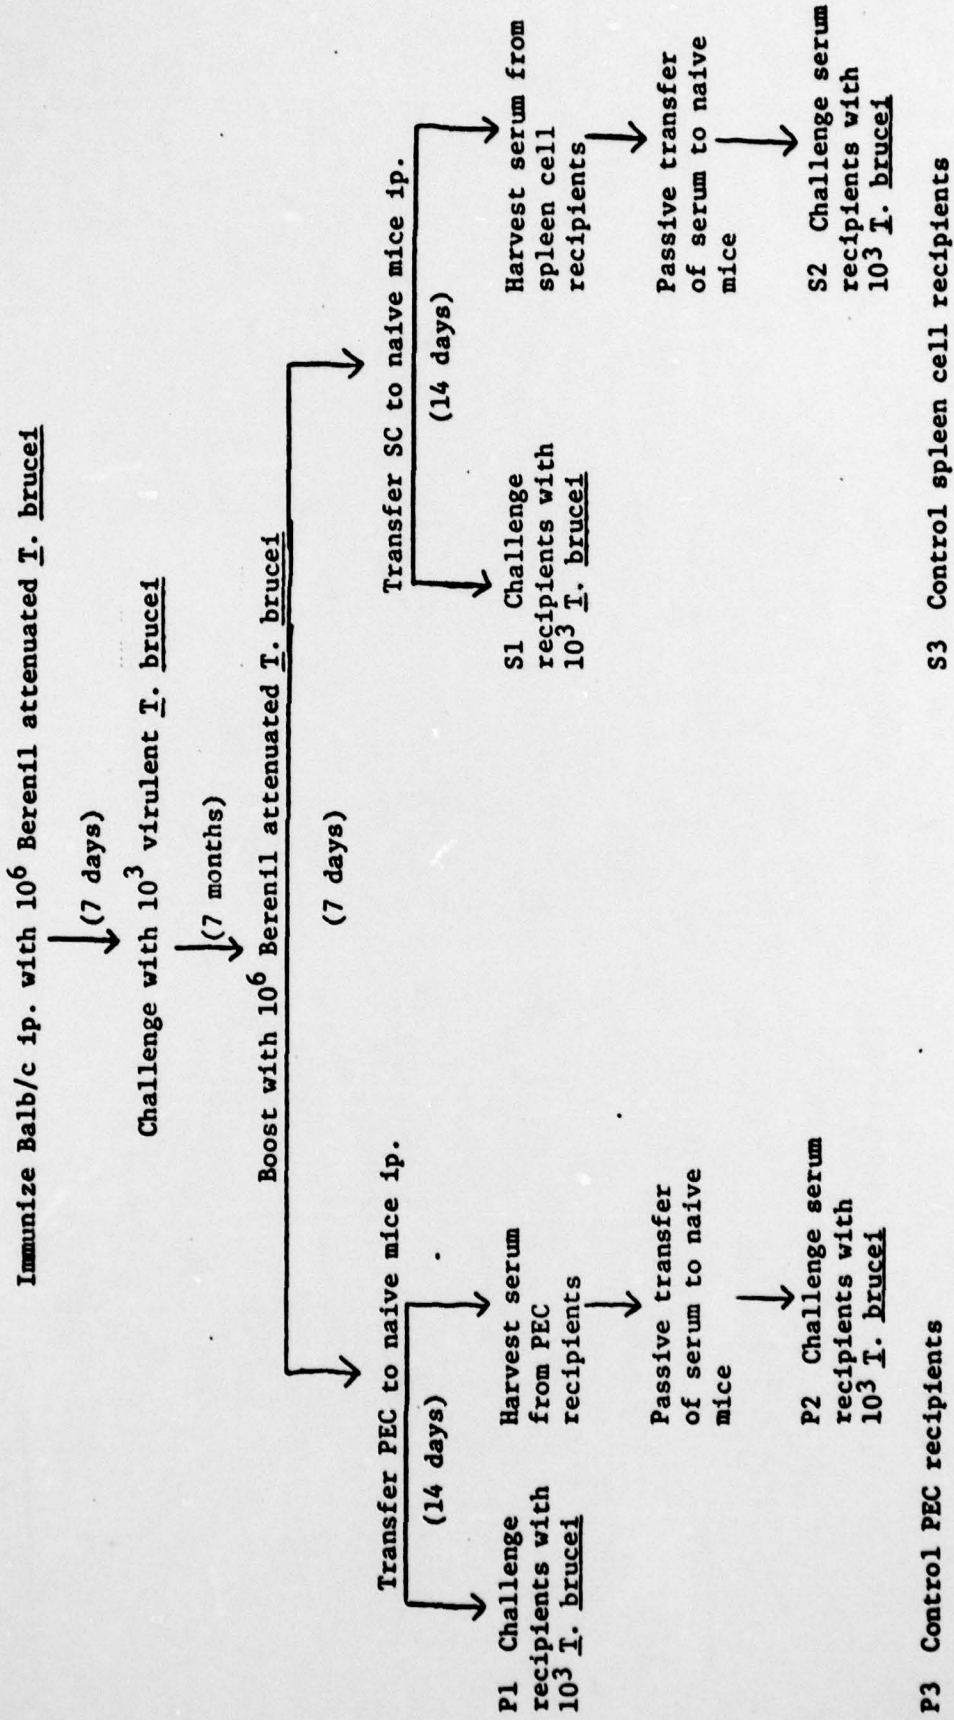 Immunize Balb/c ip. with 10⁶ Berenil attenuated T. brucei
(7 days)
Challenge with 10³ virulent T. brucei
(7 months)
Boost with 10⁶ Berenil attenuated T. brucei
(7 days)
Transfer PEC to naive mice ip.
(14 days)
P1 Challenge
recipients with
10³ T. brucei
Harvest serum
from PEC
recipients
Passive transfer
of serum to naive
mice
P2 Challenge serum
recipients with
10³ T. brucei
P3 Control PEC recipients
Transfer SC to naive mice ip.
(14 days)
S1 Challenge
recipients with
10³ T. brucei
Harvest serum from
spleen cell
recipients
Passive transfer
of serum to naive
mice
S2 Challenge serum
recipients with
10³ T. brucei
S3 Control spleen cell recipients